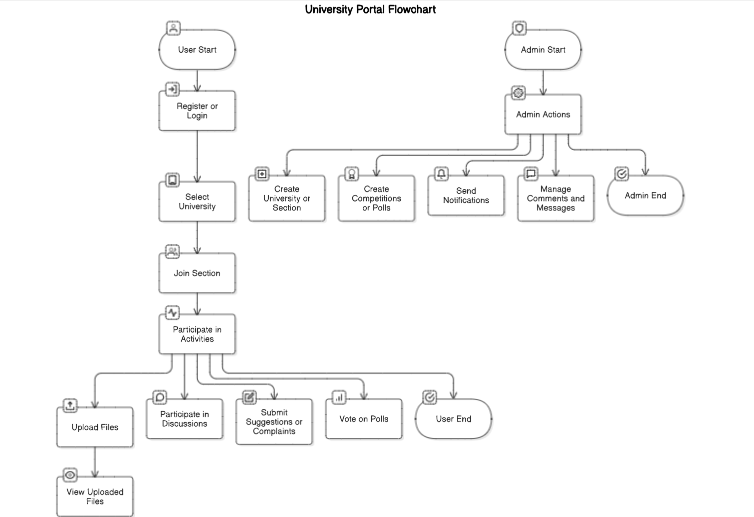 University Portal Flowchart
User Start
Admin Start
Register or
Login
Admin Actions
Select
University
Create
University or
Section
Create
Competitions
or Polls
Send
Notifications
Manage
Comments and
Messages
Admin End
Join Section
Participate in
Activities
Upload Files
Participate in
Discussions
Submit
Suggestions or
Complaints
Vote on Polls
User End
View Uploaded
Files